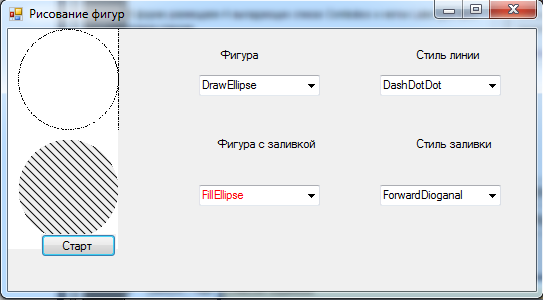 Рисование фигур
Фигура
Стиль линии
DrawEllipse
DashDotDot
Фигура с заливкой
Стиль заливки
FillEllipse
ForwardDioganal
Старт